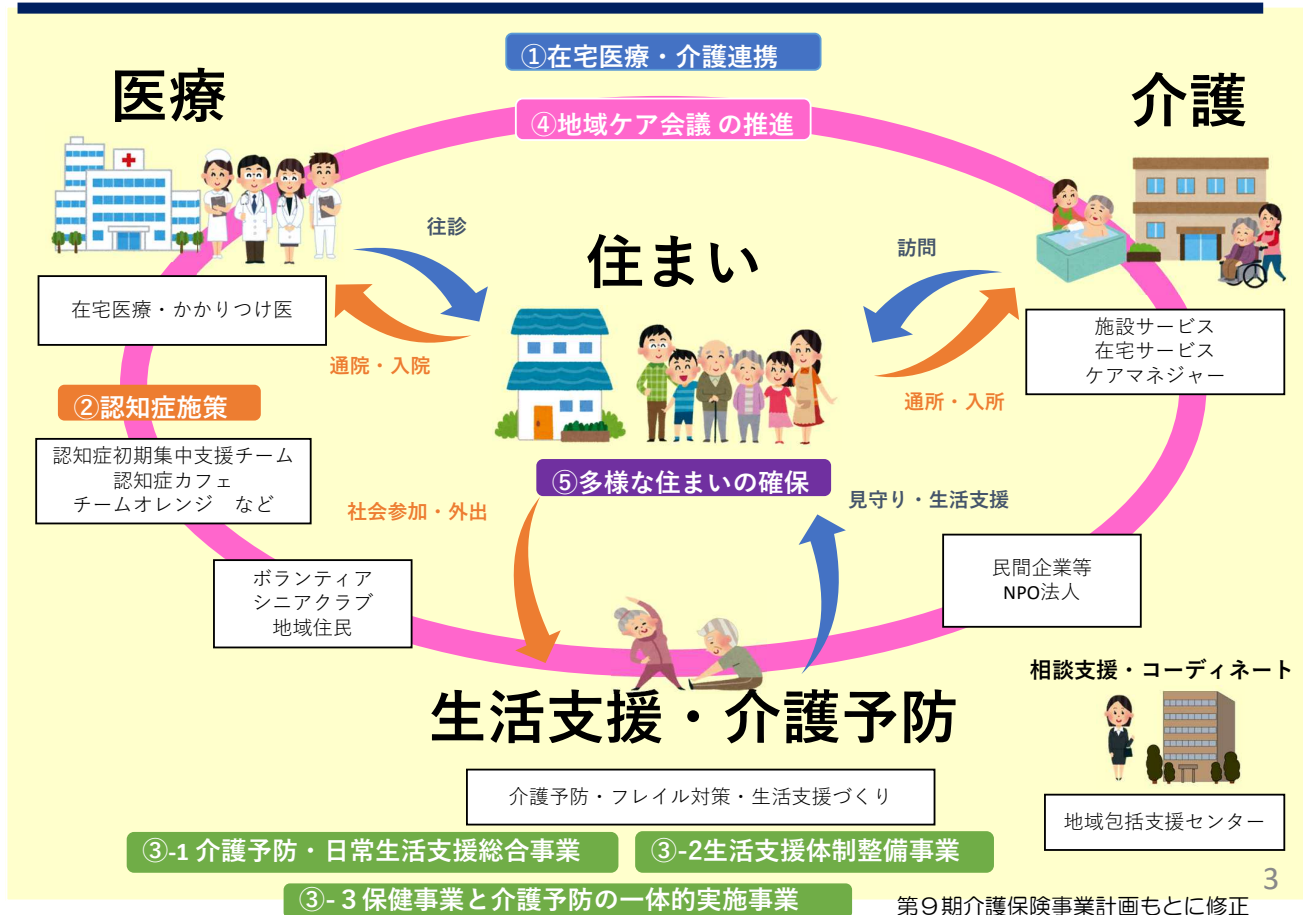 ①在宅医療・介護連携
医療
介護
④地域ケア会議 の推進
往診
住まい
訪問
在宅医療・かかりつけ医
通院・入院
施設サービス
在宅サービス
ケアマネジャー
通所・入所
②認知症施策
認知症初期集中支援チーム
認知症カフェ
チームオレンジ　など
⑤多様な住まいの確保
社会参加・外出
見守り・生活支援
ボランティア
シニアクラブ
地域住民
民間企業等
NPO法人
相談支援・コーディネート
生活支援・介護予防
介護予防・フレイル対策・生活支援づくり
地域包括支援センター
③-1 介護予防・日常生活支援総合事業
③-2生活支援体制整備事業
③-３保健事業と介護予防の一体的実施事業
3
第９期介護保険事業計画もとに修正